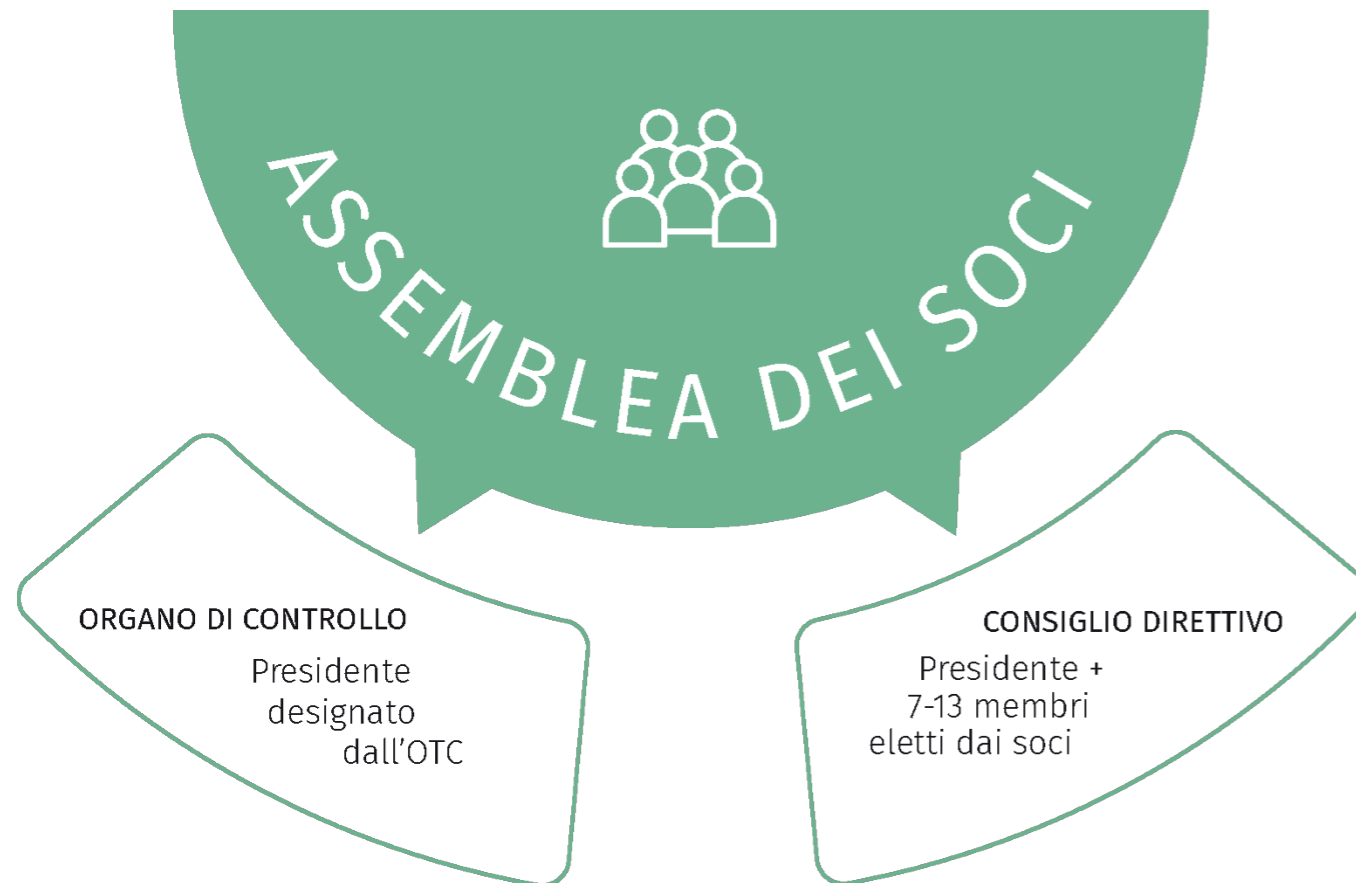 ASSEMBLEA DEI SOCI
ORGANO DI CONTROLLO
Presidente
designato
dall’OTC
CONSIGLIO DIRETTIVO
Presidente +
7-13 membri
eletti dai soci